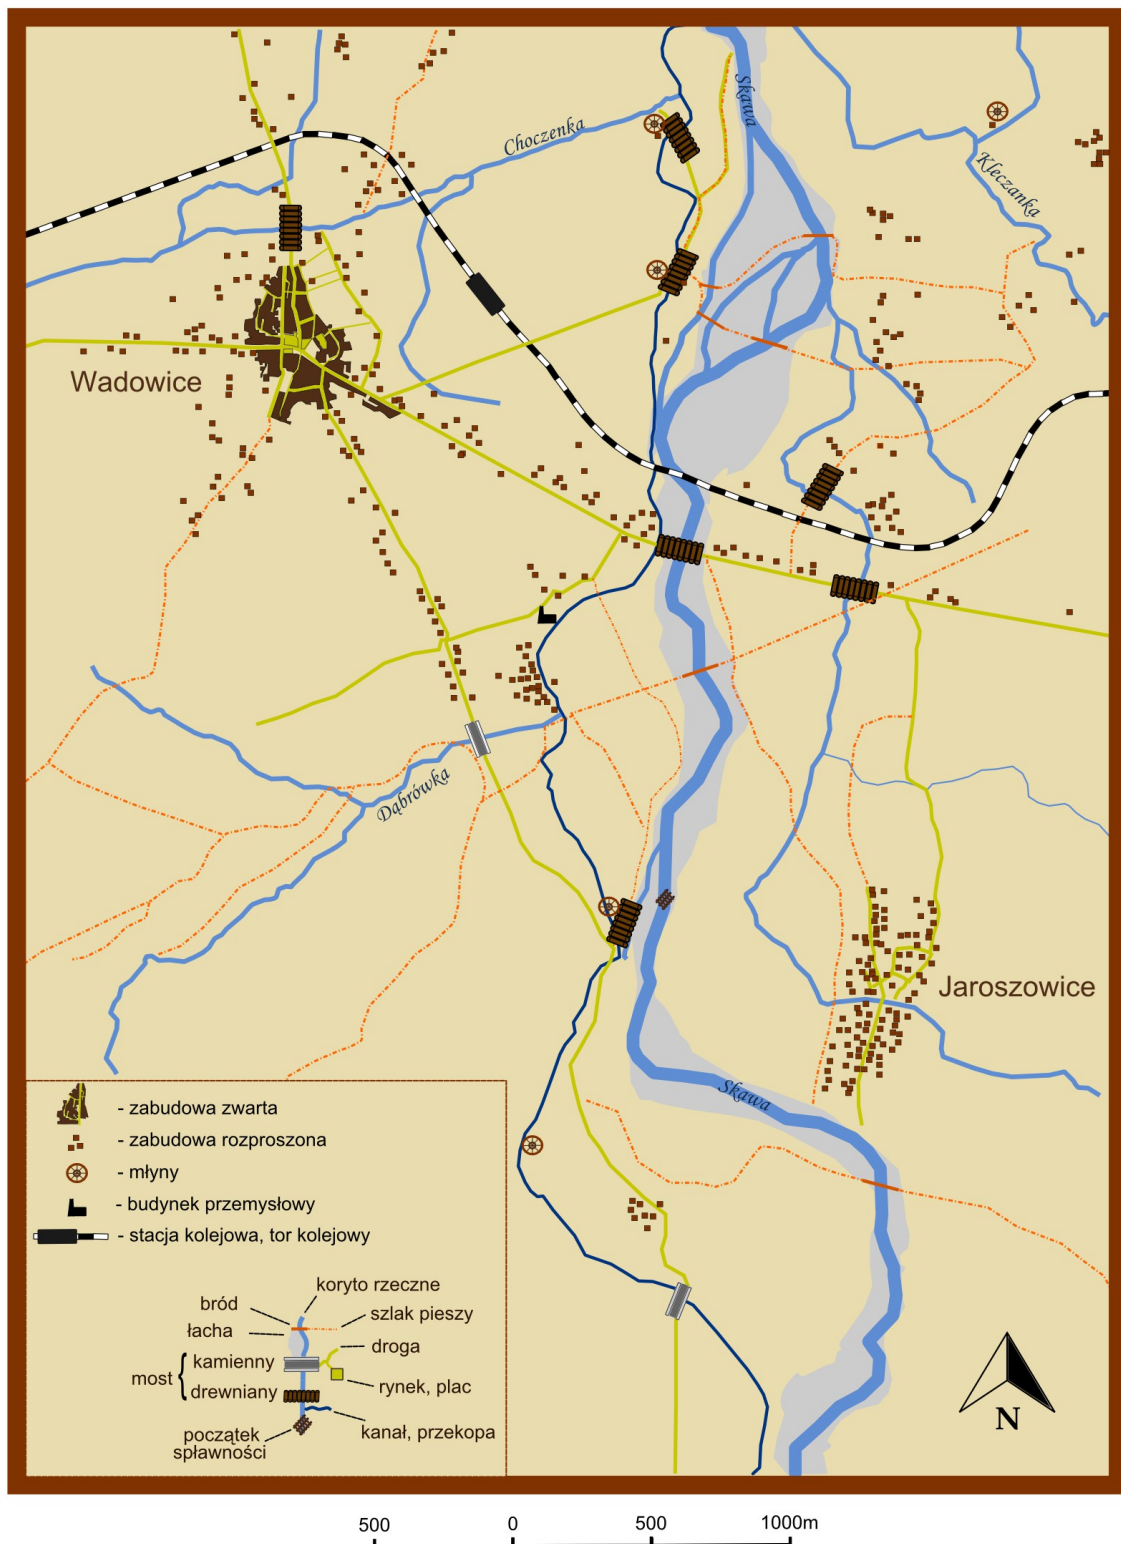 Skawa
Choczenka
Kleczanka
Wadowice
Dąbrówka
Jaroszowice
Skawa
- zabudowa zwarta
- zabudowa rozproszona
- młyny
- budynek przemysłowy
- stacja kolejowa, tor kolejowy
koryto rzeczne
bród
szlak pieszy
łacha
droga
most
kamienny
drewniany
rynek, plac
kanał, przekopa
początek
spławności
N
500
0
500
1000m